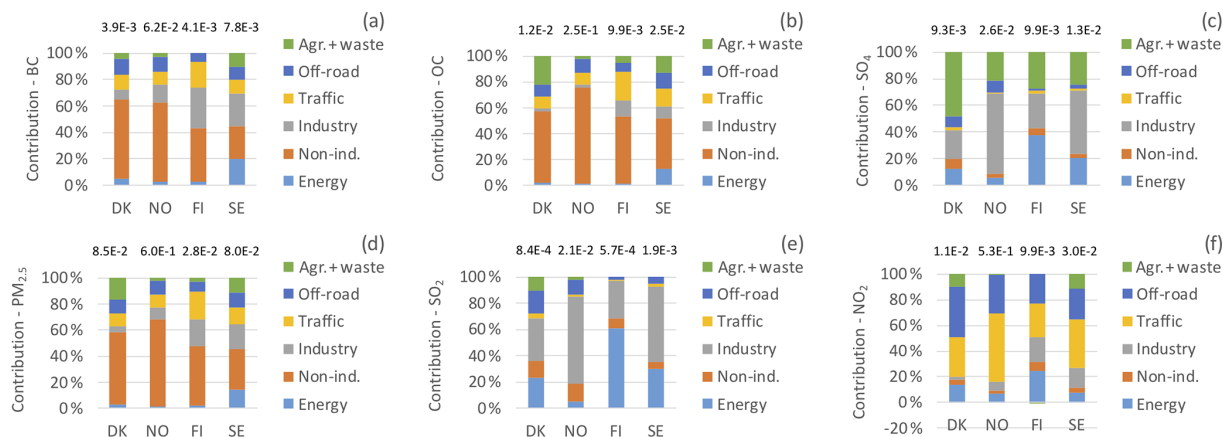 (a)
3.9E-3 6.2E-2 4.1E-3 7.8E-3
Contribution - BC
100 %
80 %
60 %
40 %
20 %
0 %
DK NO FI SE
Agr. + waste
Off-road
Traffic
Industry
Non-ind.
Energy
(b)
1.2E-2 2.5E-1 9.9E-3 2.5E-2
Contribution - OC
100 %
80 %
60 %
40 %
20 %
0 %
DK NO FI SE
Agr. + waste
Off-road
Traffic
Industry
Non-ind.
Energy
(c)
9.3E-3 2.6E-2 9.9E-3 1.3E-2
Contribution - SO4
100 %
80 %
60 %
40 %
20 %
0 %
DK NO FI SE
Agr. + waste
Off-road
Traffic
Industry
Non-ind.
Energy
(d)
8.5E-2 6.0E-1 2.8E-2 8.0E-2
Contribution - PM2.5
100 %
80 %
60 %
40 %
20 %
0 %
DK NO FI SE
Agr. + waste
Off-road
Traffic
Industry
Non-ind.
Energy
(e)
8.4E-4 2.1E-2 5.7E-4 1.9E-3
Contribution - SO2
100 %
80 %
60 %
40 %
20 %
0 %
DK NO FI SE
Agr. + waste
Off-road
Traffic
Industry
Non-ind.
Energy
(f)
1.1E-2 5.3E-1 9.9E-3 3.0E-2
Contribution - NO2
100 %
80 %
60 %
40 %
20 %
0 %
-20 %
DK NO FI SE
Agr. + waste
Off-road
Traffic
Industry
Non-ind.
Energy